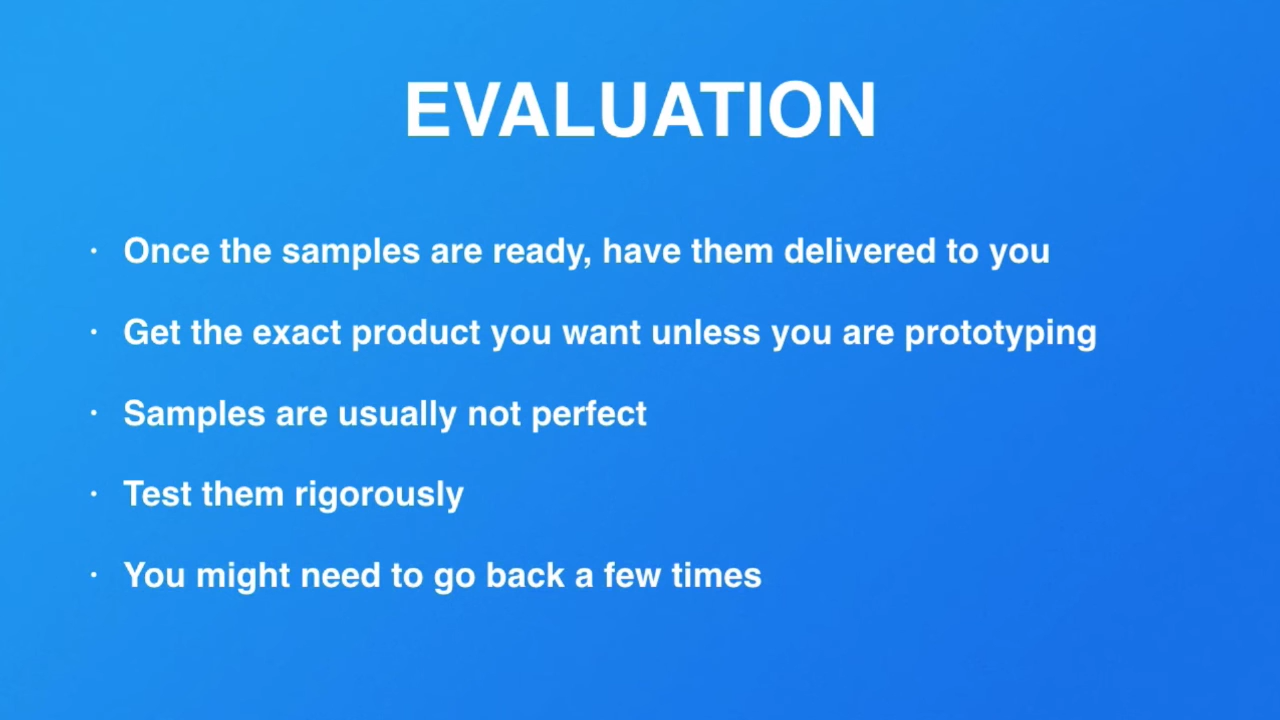 EVALUATION
· Once the samples are ready, have them delivered to you
· Get the exact product you want unless you are prototyping
· Samples are usually not perfect
· Test them rigorously
· You might need to go back a few times